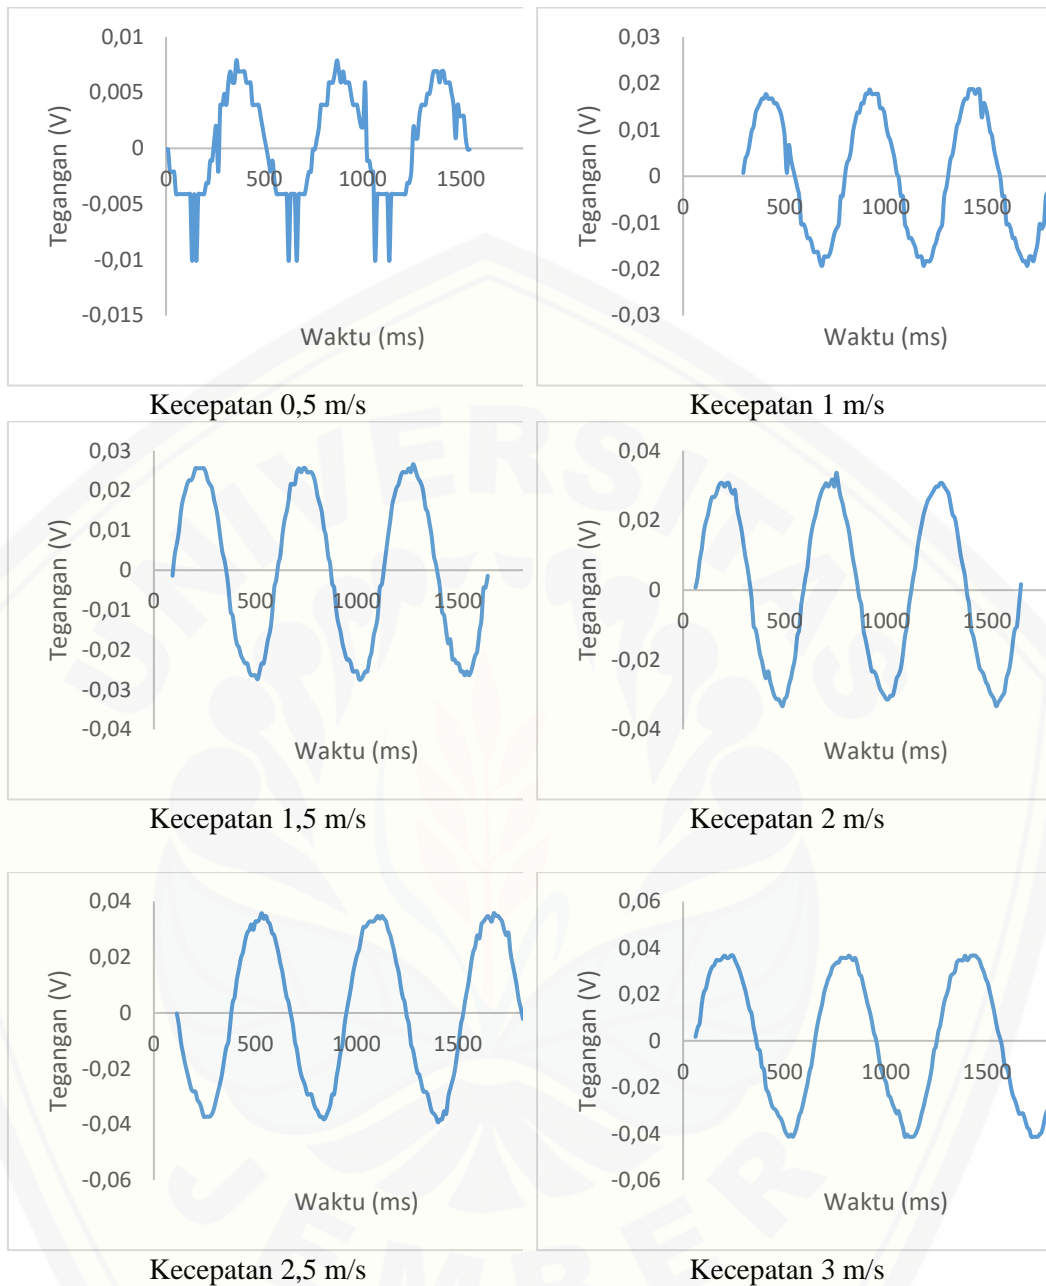 0,01
0,005
0
-0,005
-0,01
-0,015
0 500 1000 1500
Tegangan (V)
Waktu (ms)
Kecepatan 0,5 m/s
0,03
0,02
0,01
0
-0,01
-0,02
-0,03
0 500 1000 1500
Tegangan (V)
Waktu (ms)
Kecepatan 1 m/s
0,03
0,02
0,01
0
-0,01
-0,02
-0,03
-0,04
0 500 1000 1500
Tegangan (V)
Waktu (ms)
Kecepatan 1,5 m/s
0,04
0,02
0
-0,02
-0,04
0 500 1000 1500
Tegangan (V)
Waktu (ms)
Kecepatan 2 m/s
0,04
0,02
0
-0,02
-0,04
-0,06
0 500 1000 1500
Tegangan (V)
Waktu (ms)
Kecepatan 2,5 m/s
0,06
0,04
0,02
0
-0,02
-0,04
-0,06
0 500 1000 1500
Tegangan (V)
Waktu (ms)
Kecepatan 3 m/s
UNIVERSITAS
JEMBER